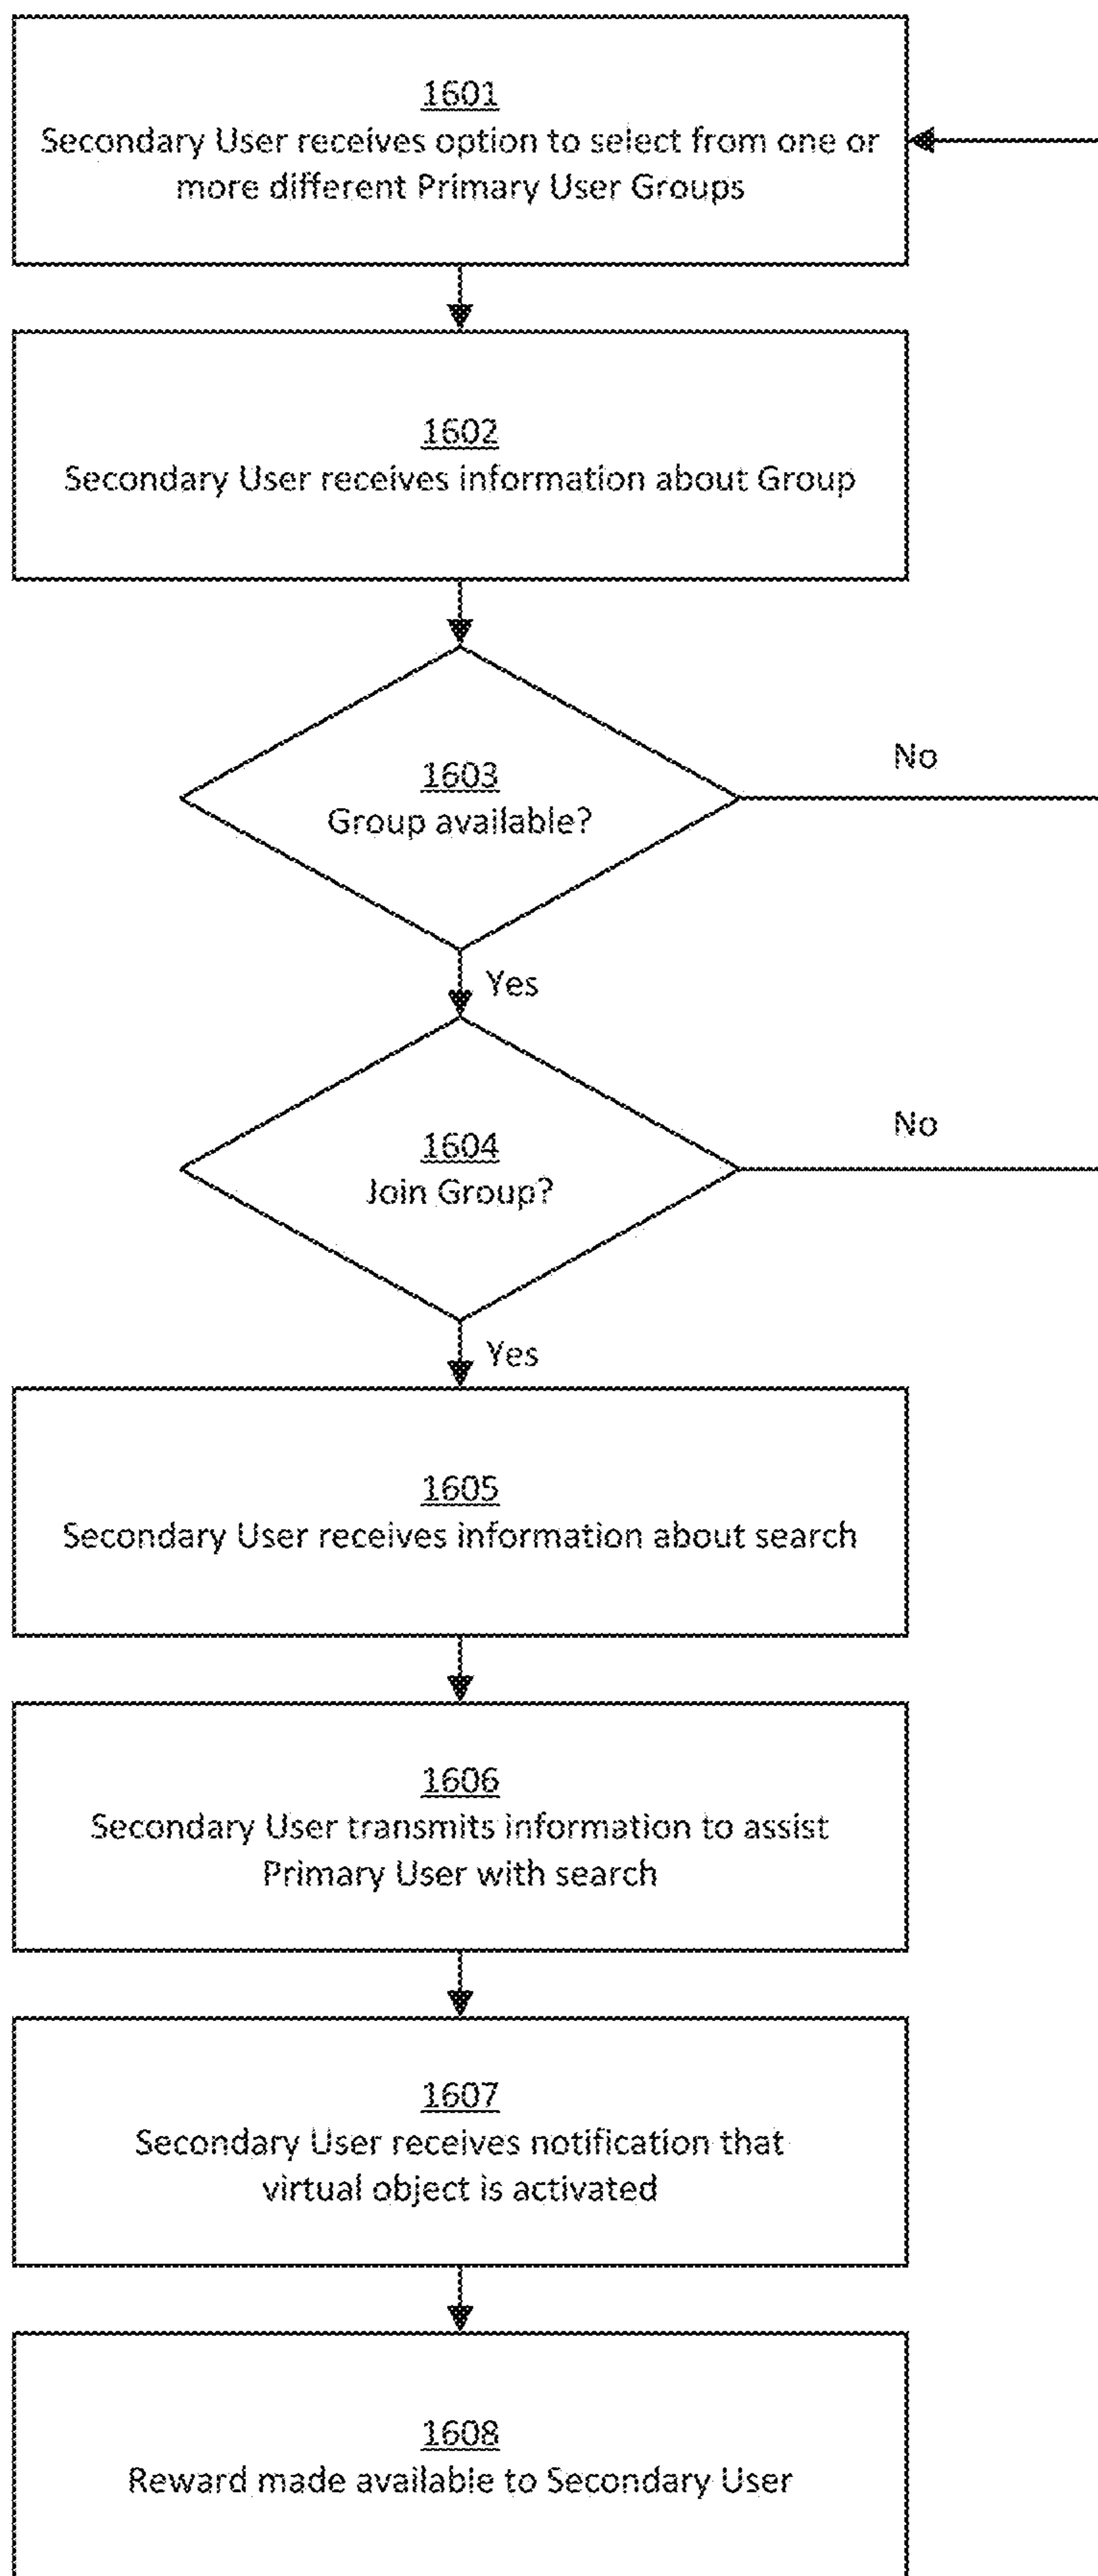 1601
Secondary User receives option to select from one or
more different Primary User Groups
1602
Secondary User receives information about Group
1603
Group available?
No
Yes
1604
Join Group?
No
Yes
1605
Secondary User receives information about search
1606
Secondary User transmits information to assist
Primary User with search
1607
Secondary User receives notification that
virtual object is activated
1608
Reward made available to Secondary User